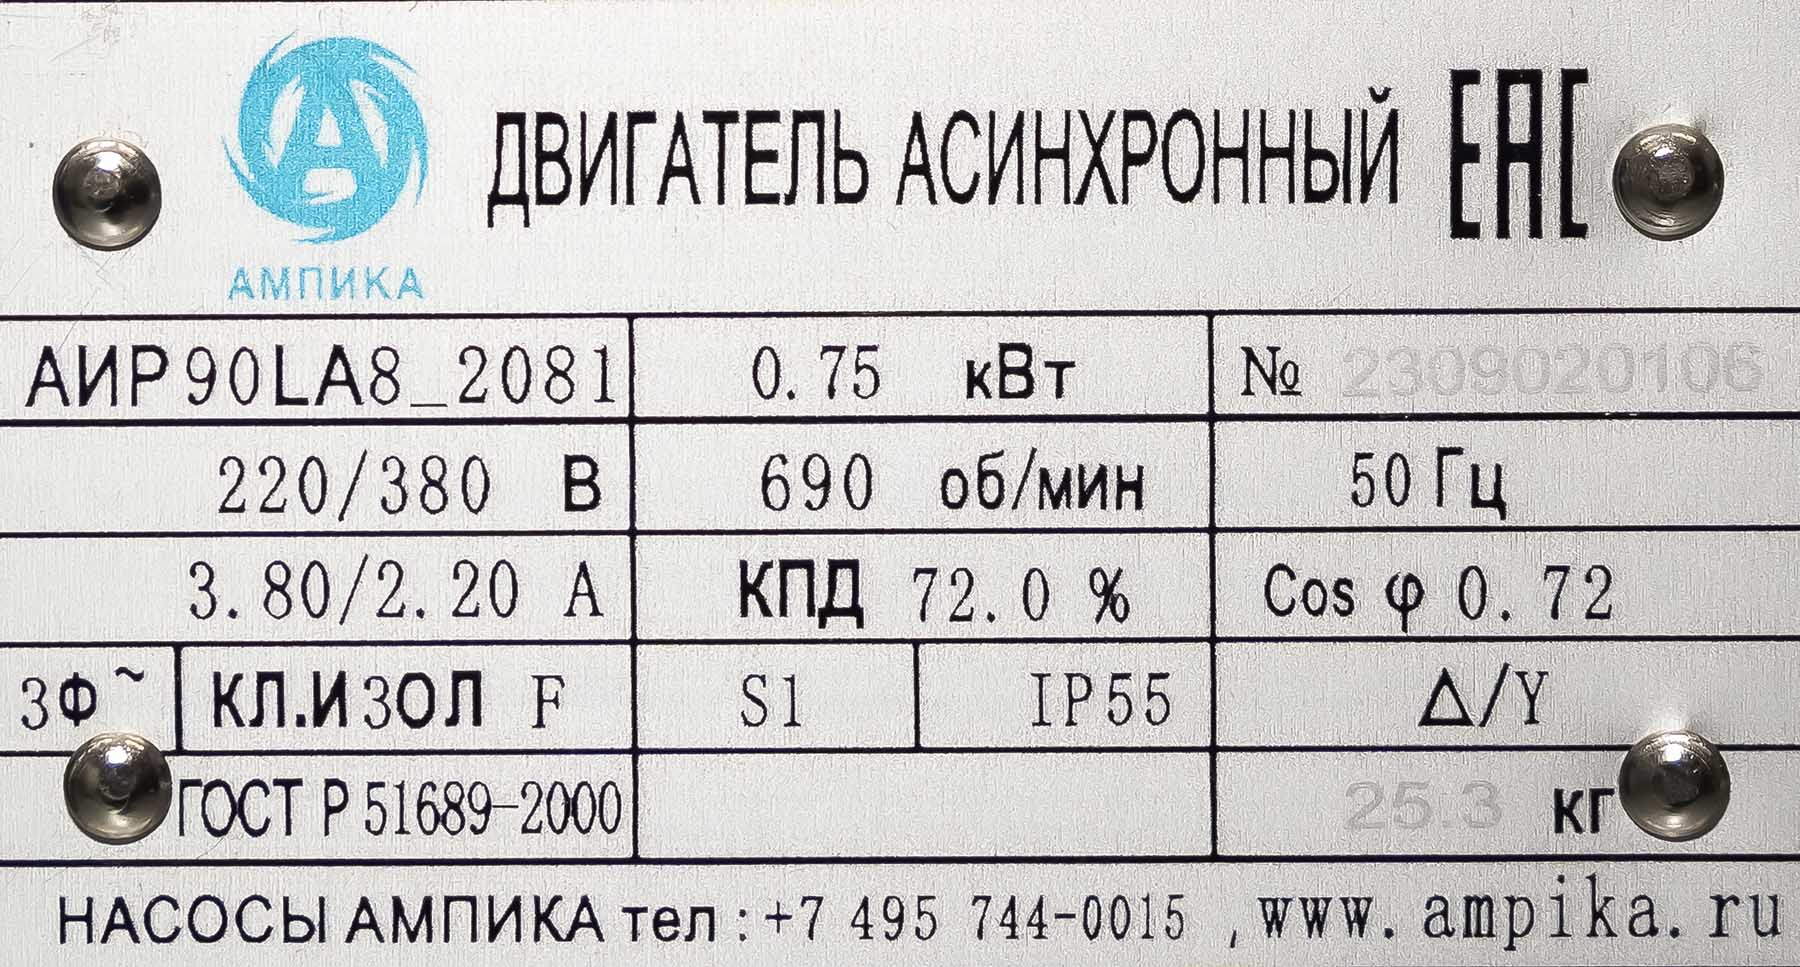 ДВИГАТЕЛЬ АСИНХРОННЫЙ EAC
АМПИКА
АИР90LA8_2081 0.75 кВт № 2309020106
220/380 В 690 об/мин 50 Гц
3.80/2.20 А КПД 72.0 % Cos φ 0.72
3Ф~ КЛ.ИЗОЛ F S1 IP55 Δ/Y
ГОСТ Р 51689-2000 25.3 кг
НАСОСЫ АМПИКА тел :+7 495 744-0015 ,www.ampika.ru